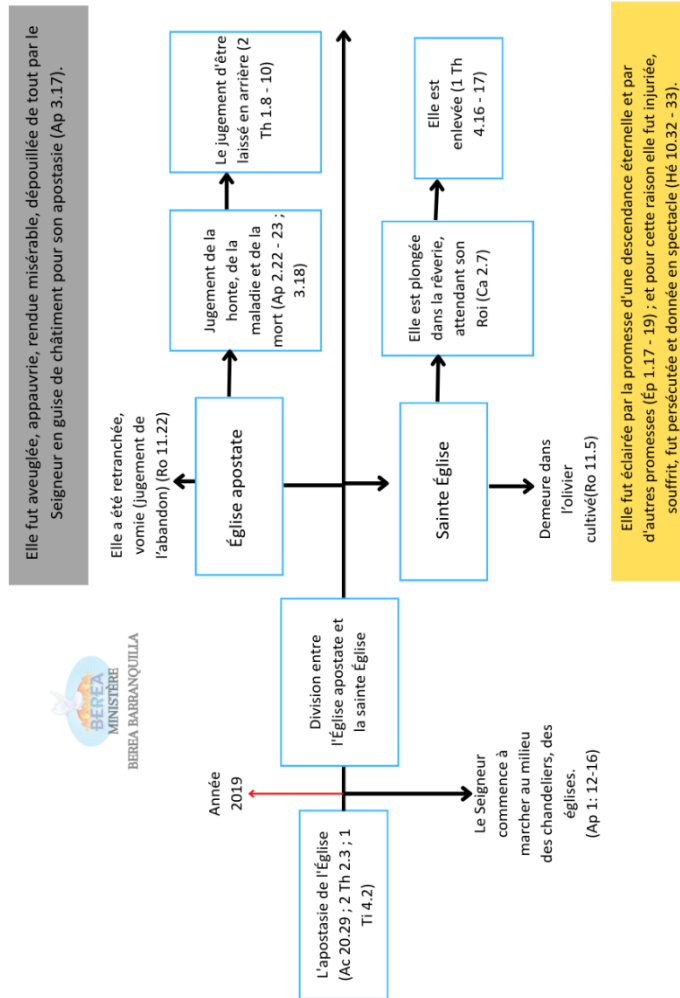 Elle fut aveuglée, appauvrie, rendue misérable, dépouillée de tout par le
Seigneur en guise de châtiment pour son apostasie (Ap 3.17).
BEREA
MINISTÈRE
BEREA BARRANQUILLA
Année
2019
L'apostasie de l'Église
(Ac 20.29 ; 2 Th 2.3 ; 1
Ti 4.2)
Le Seigneur
commence à
marcher au milieu
des chandeliers, des
églises.
(Ap 1: 12-16)
Division entre
l'Église apostate et
la sainte Église
Elle a été retranchée,
vomie (jugement de
l'abandon) (Ro 11.22)
Église apostate
Jugement de la
honte, de la
maladie et de la
mort (Ap 2.22 - 23 ;
3.18)
Le jugement d'être
laissé en arrière (2
Th 1.8 - 10)
Sainte Église
Demeure dans
l’olivier
cultivé(Ro 11.5)
Elle est plongée
dans la rêverie,
attendant son
Roi (Ca 2.7)
Elle est
enlevée (1 Th
4.16 - 17)
Elle fut éclairée par la promesse d'une descendance éternelle et par
d'autres promesses (Ép 1.17 - 19) ; et pour cette raison elle fut injuriée,
souffrit, fut persécutée et donnée en spectacle (Hé 10.32 - 33).